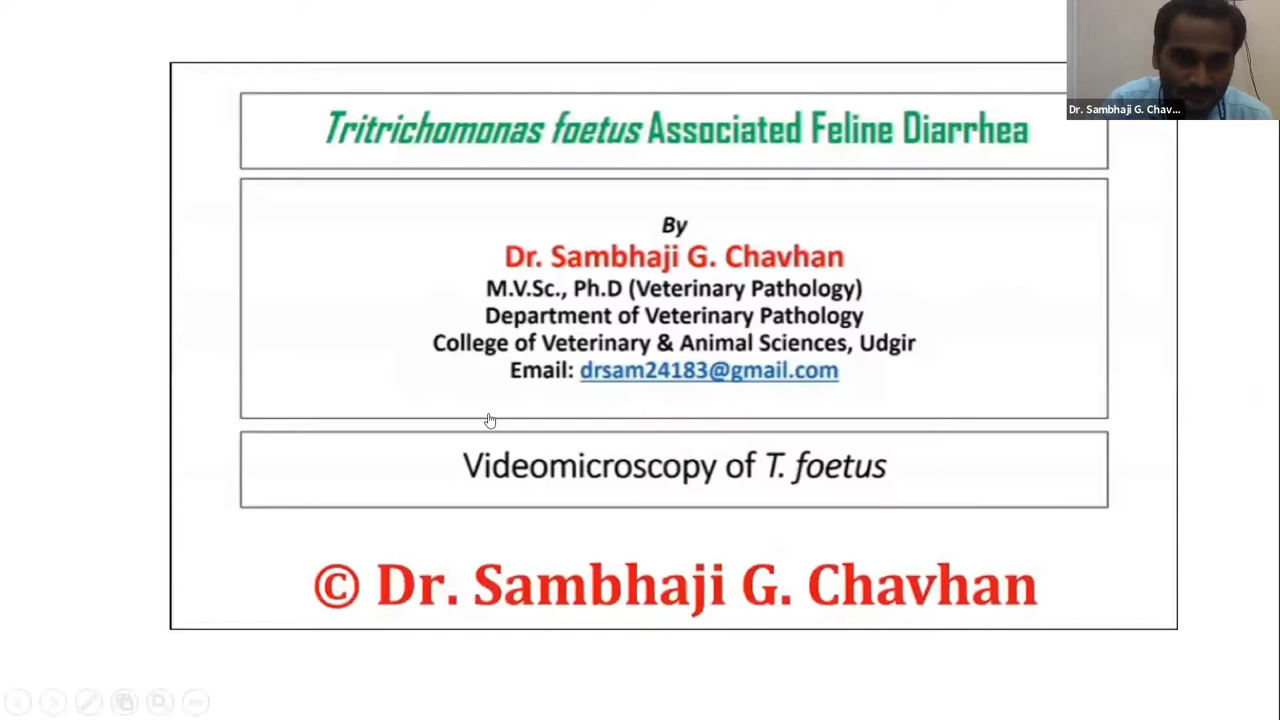 Dr. Sambhaji G. Chav...
Tritrichomonas foetus Associated Feline Diarrhea
By
Dr. Sambhaji G. Chavhan
M.V.Sc., Ph.D (Veterinary Pathology)
Department of Veterinary Pathology
College of Veterinary & Animal Sciences, Udgir
Email: drsam24183@gmail.com
Videomicroscopy of T. foetus
© Dr. Sambhaji G. Chavhan